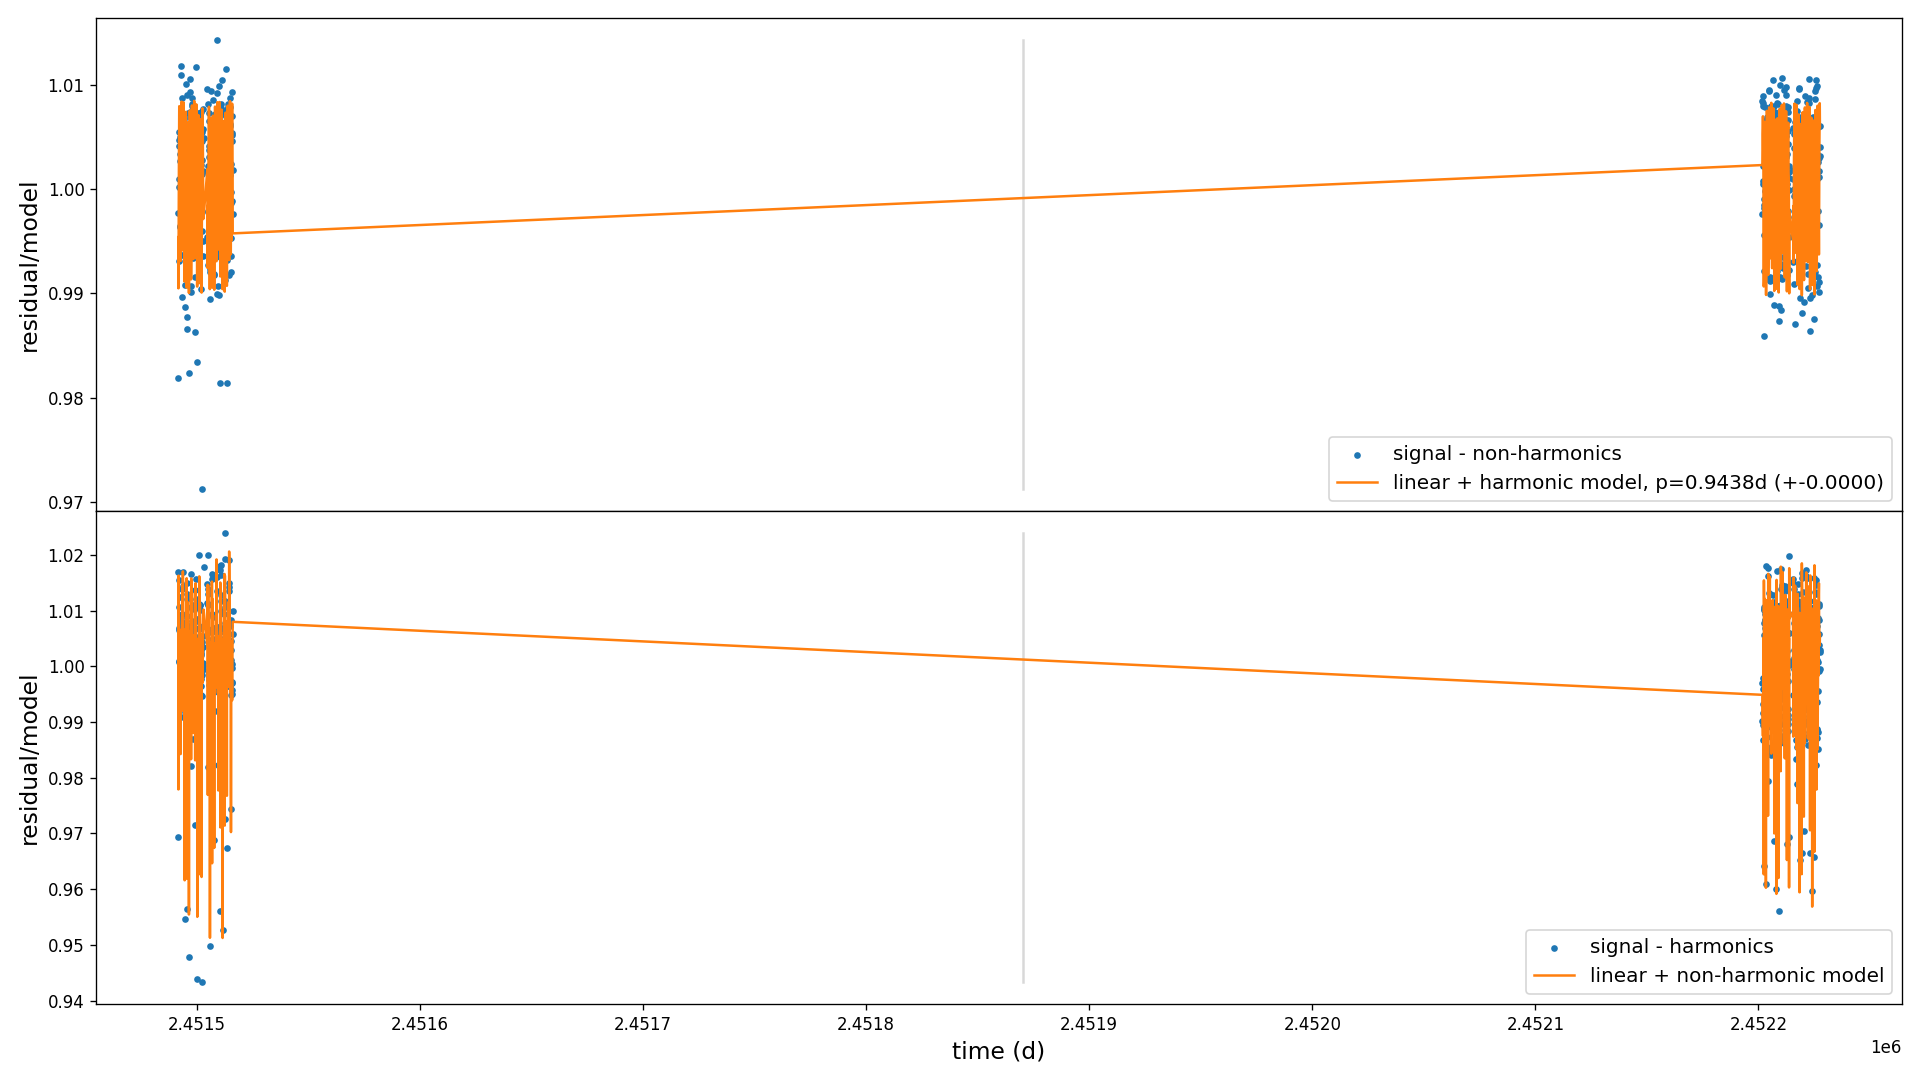 1.01
1.00
0.99
0.98
0.97
residual/model
signal - non-harmonics
linear + harmonic model, p=0.9438d (+-0.0000)
1.02
1.01
1.00
0.99
0.98
0.97
0.96
0.95
0.94
residual/model
signal - harmonics
linear + non-harmonic model
2.4515 2.4516 2.4517 2.4518 2.4519 2.4520 2.4521 2.4522
1e6
time (d)